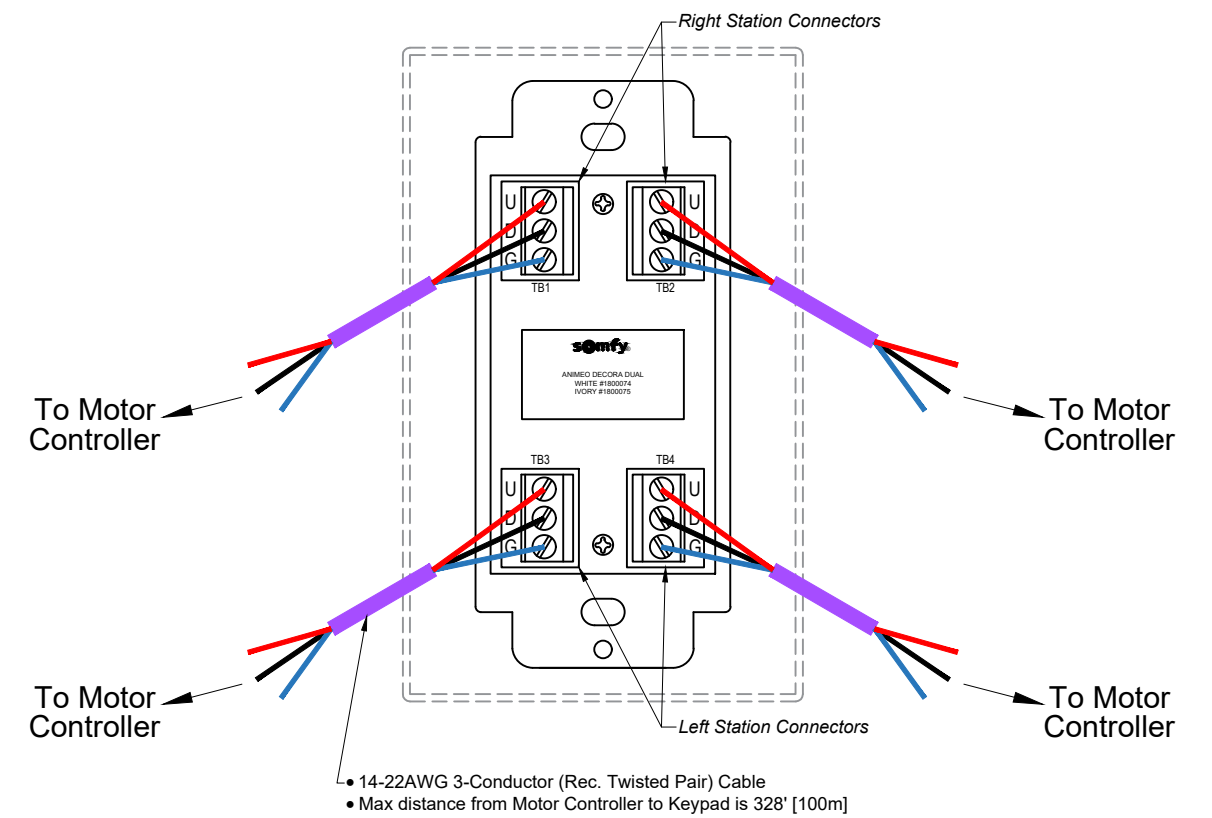 Right Station Connectors
U
D
G
TB1
U
D
G
TB2
somfy®
ANIMEO DECORA DUAL
WHITE #1800074
IVORY #1800075
To Motor
Controller
To Motor
Controller
TB3
U
D
G
TB4
U
D
G
To Motor
Controller
To Motor
Controller
Left Station Connectors
• 14-22AWG 3-Conductor (Rec. Twisted Pair) Cable
• Max distance from Motor Controller to Keypad is 328' [100m]